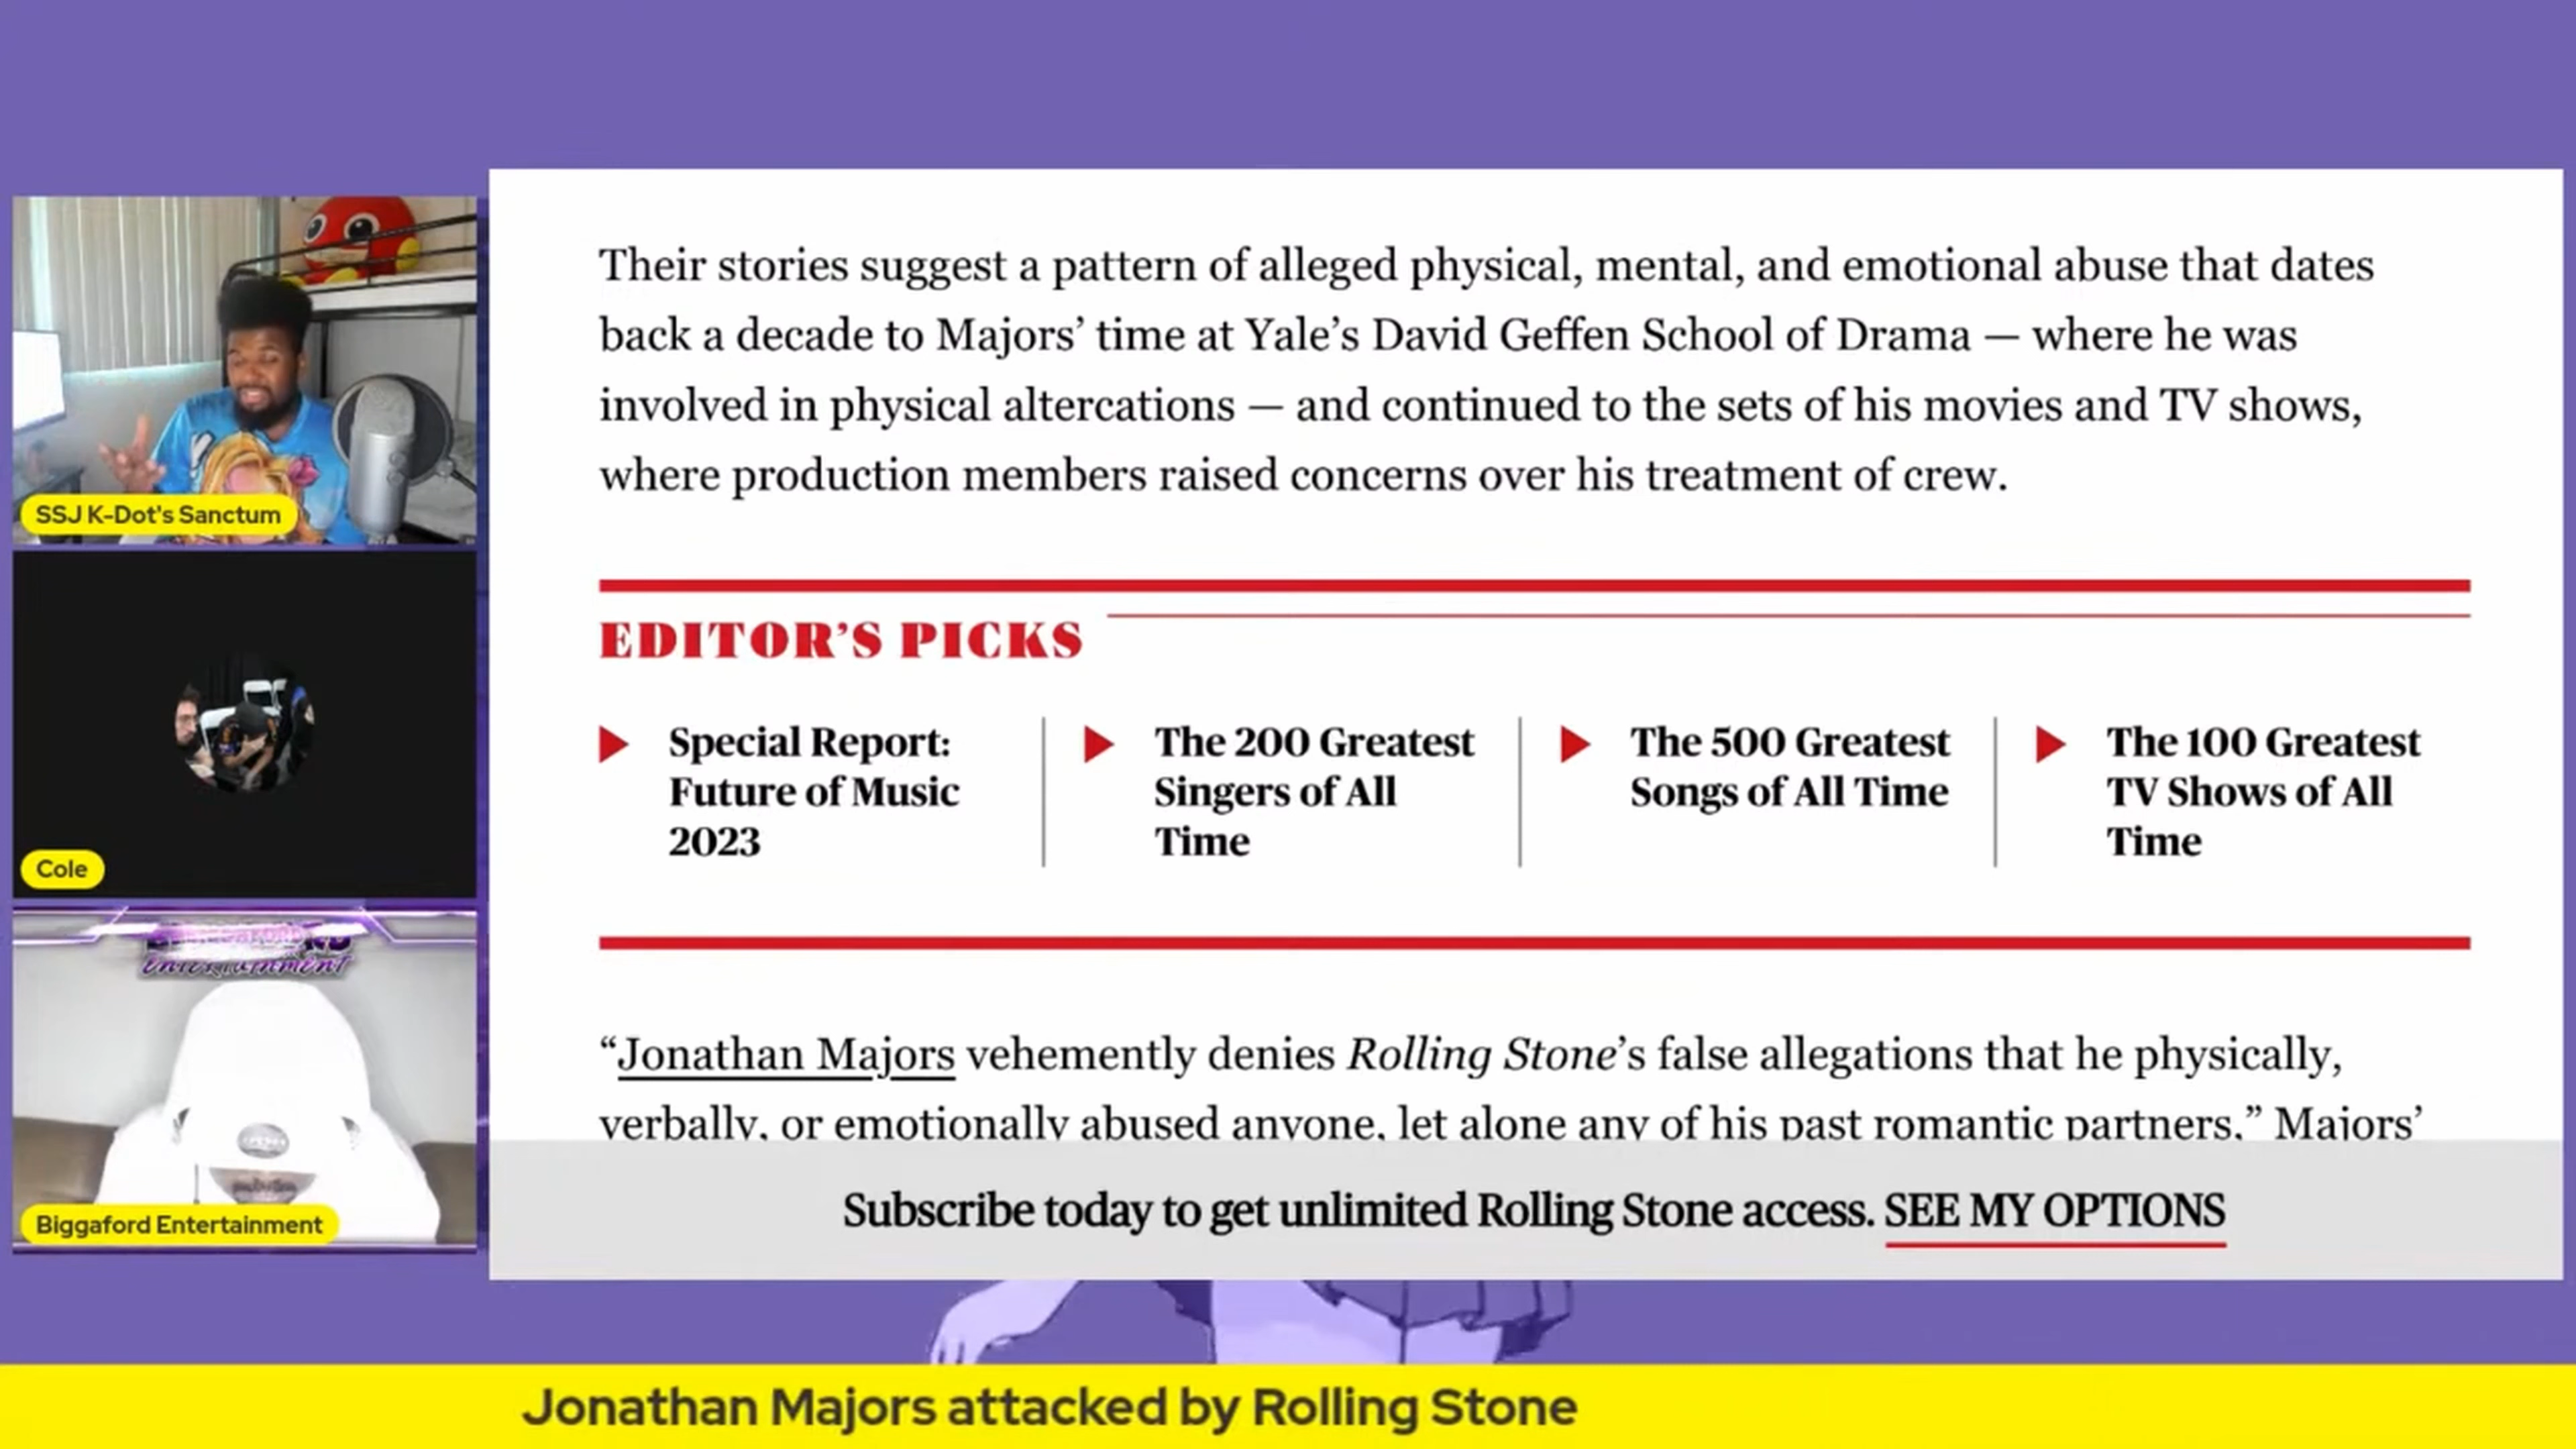 Their stories suggest a pattern of alleged physical, mental, and emotional abuse that dates
back a decade to Majors’ time at Yale’s David Geffen School of Drama — where he was
involved in physical altercations — and continued to the sets of his movies and TV shows,
where production members raised concerns over his treatment of crew.
SSJ K-Dot's Sanctum
EDITOR’S PICKS
Special Report:
Future of Music
2023
The 200 Greatest
Singers of All
Time
The 500 Greatest
Songs of All Time
The 100 Greatest
TV Shows of All
Time
Cole
Entertainment
“Jonathan Majors vehemently denies Rolling Stone’s false allegations that he physically,
verbally, or emotionally abused anyone, let alone any of his past romantic partners,” Majors’
Biggaford Entertainment
Subscribe today to get unlimited Rolling Stone access. SEE MY OPTIONS
Jonathan Majors attacked by Rolling Stone